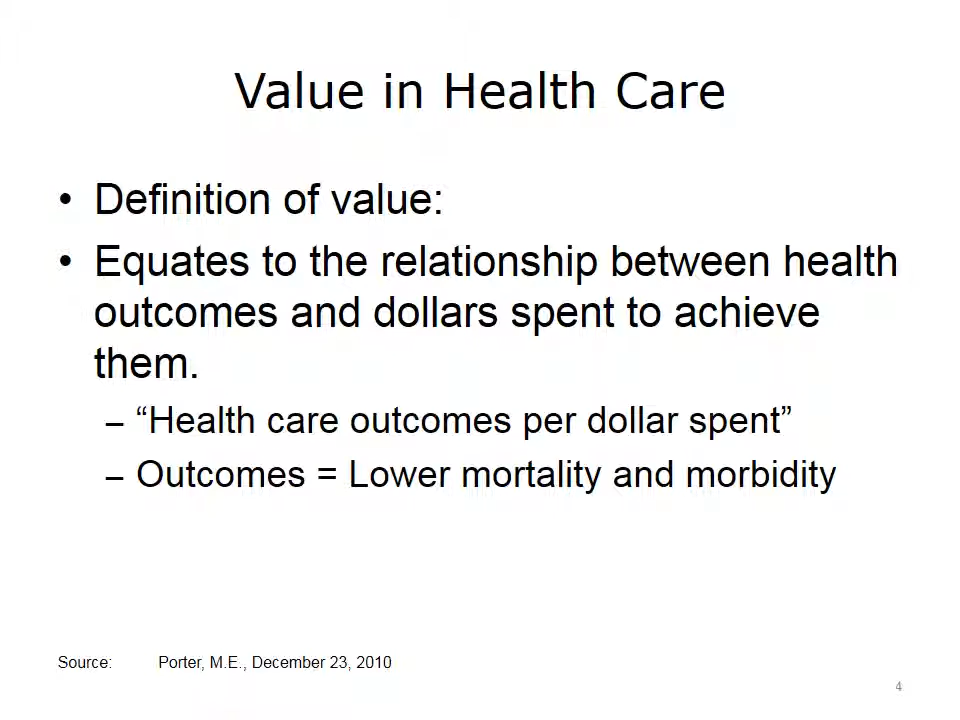 Value in Health Care
• Definition of value:
• Equates to the relationship between health
outcomes and dollars spent to achieve
them.
– “Health care outcomes per dollar spent”
– Outcomes = Lower mortality and morbidity
Source: Porter, M.E., December 23, 2010
4